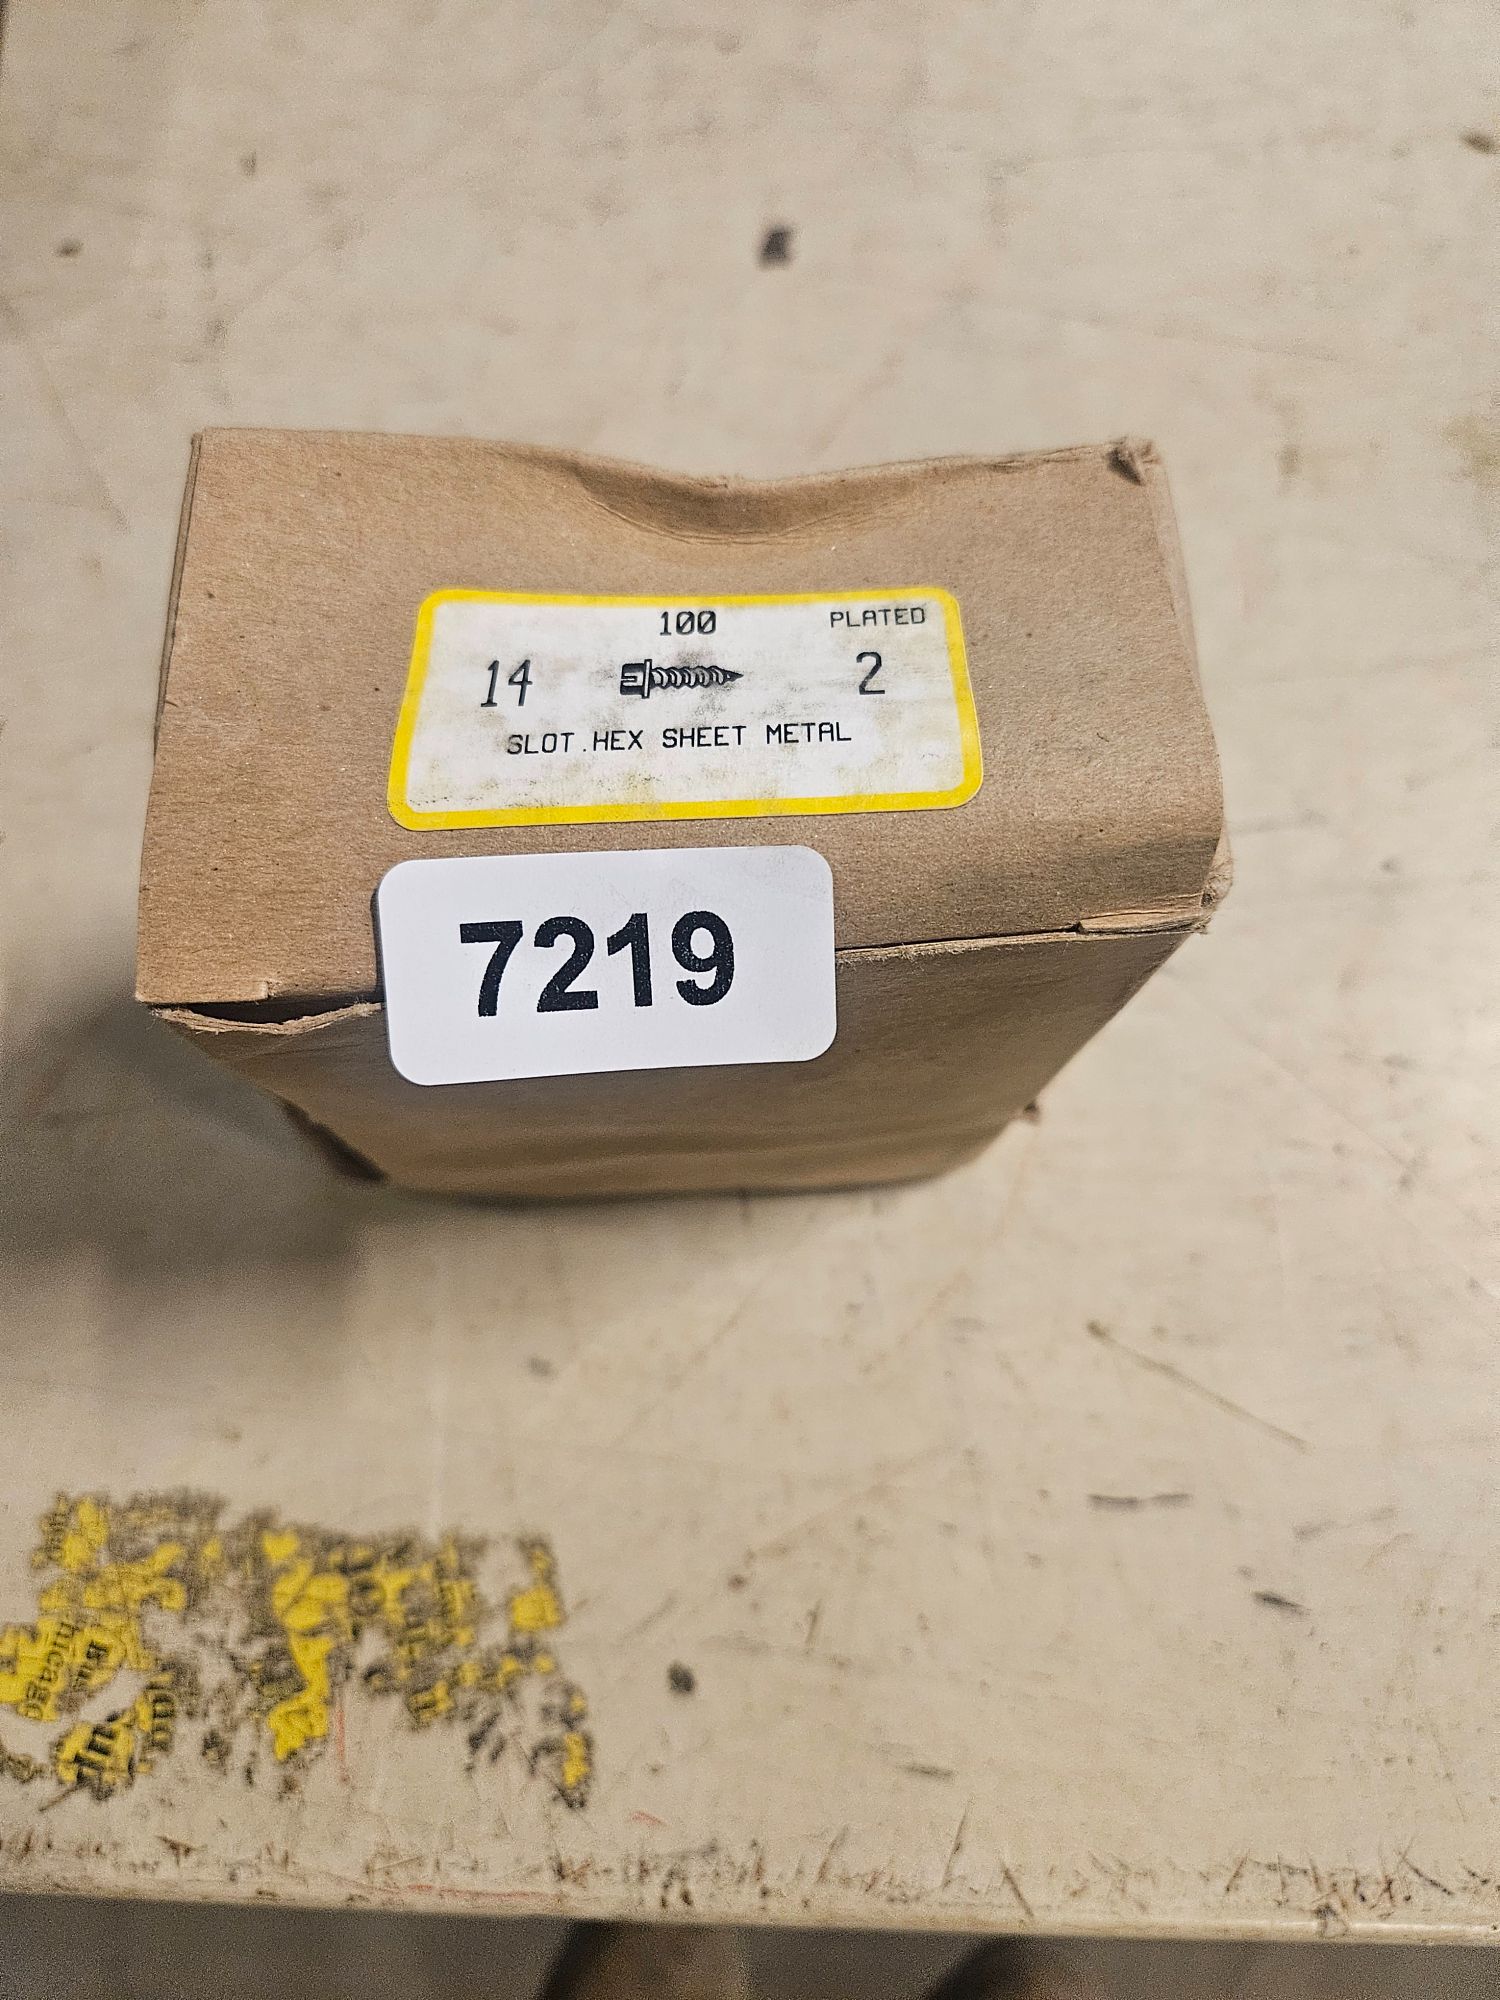 100 PLATED
14 2
SLOT.HEX SHEET METAL
7219